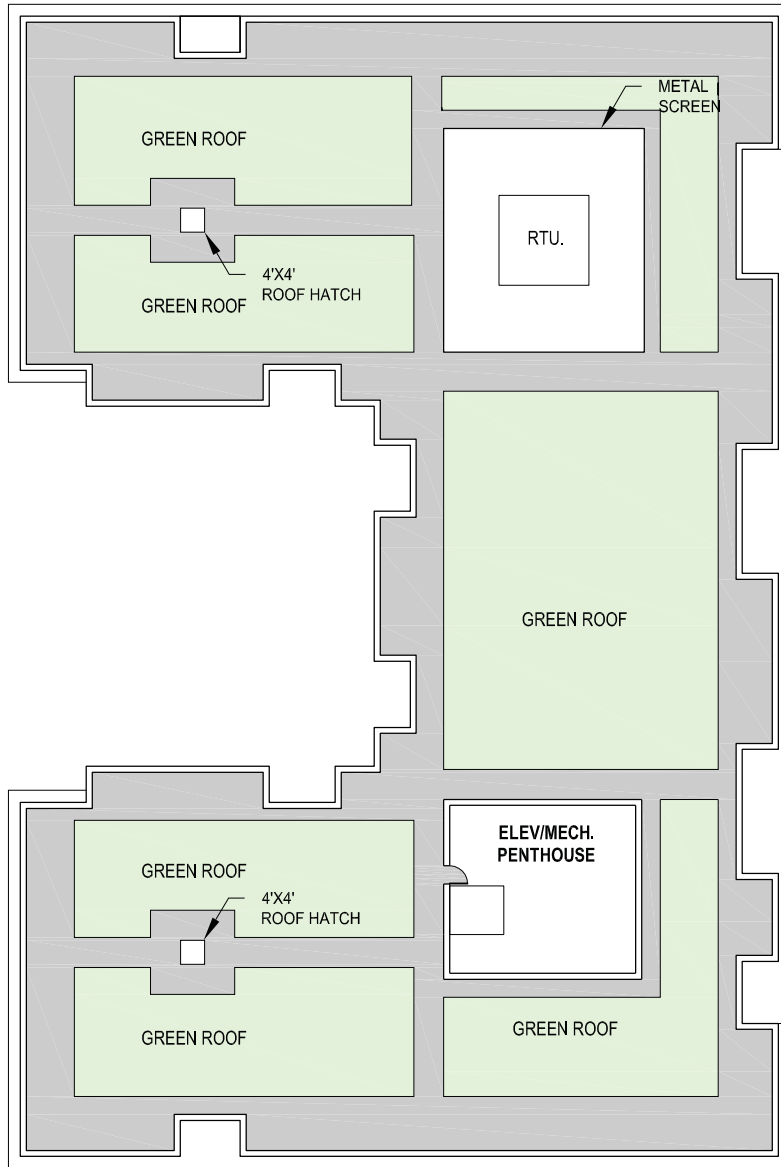 METAL
SCREEN
GREEN ROOF
RTU.
4'X4'
ROOF HATCH
GREEN ROOF
GREEN ROOF
ELEV/MECH.
PENTHOUSE
GREEN ROOF
4'X4'
ROOF HATCH
GREEN ROOF
GREEN ROOF